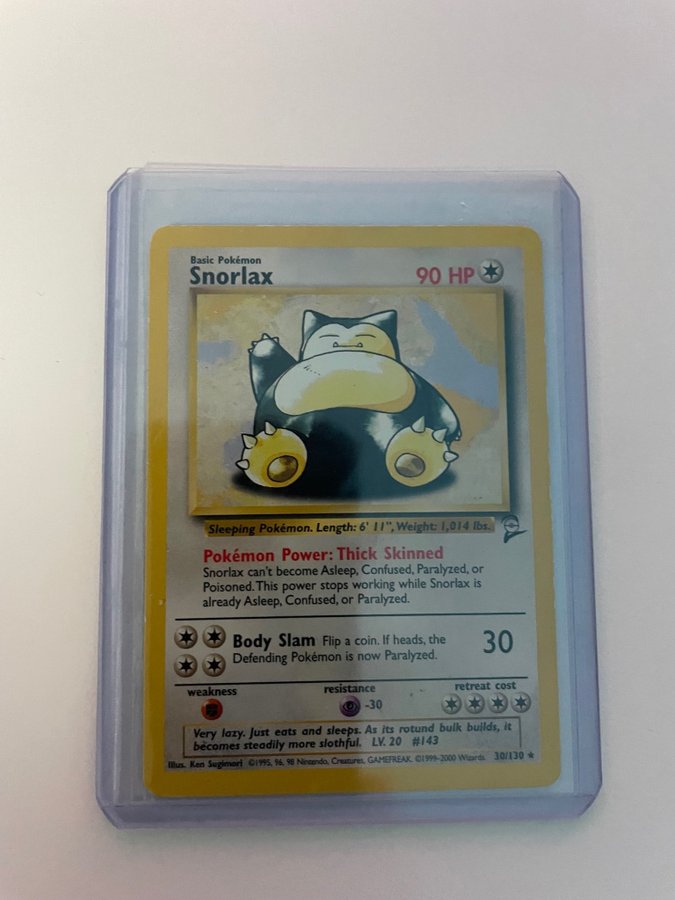 Basic Pokémon
Snorlax
90 HP
Sleeping Pokémon. Length: 6' 11", Weight: 1,014 lbs.
Pokémon Power: Thick Skinned
Snorlax can't become Asleep, Confused, Paralyzed, or
Poisoned. This power stops working while Snorlax is
already Asleep, Confused, or Paralyzed.
Body Slam Flip a coin. If heads, the
Defending Pokémon is now Paralyzed.
30
weakness
resistance
retreat cost
-30
Very lazy. Just eats and sleeps. As its rotund bulk builds, it
becomes steadily more slothful. LV. 20 #143
Illus. Ken Sugimori ©1995, 96, 98 Nintendo, Creatures, GAMEFREAK. ©1999-2000 Wizards. 30/130 ★